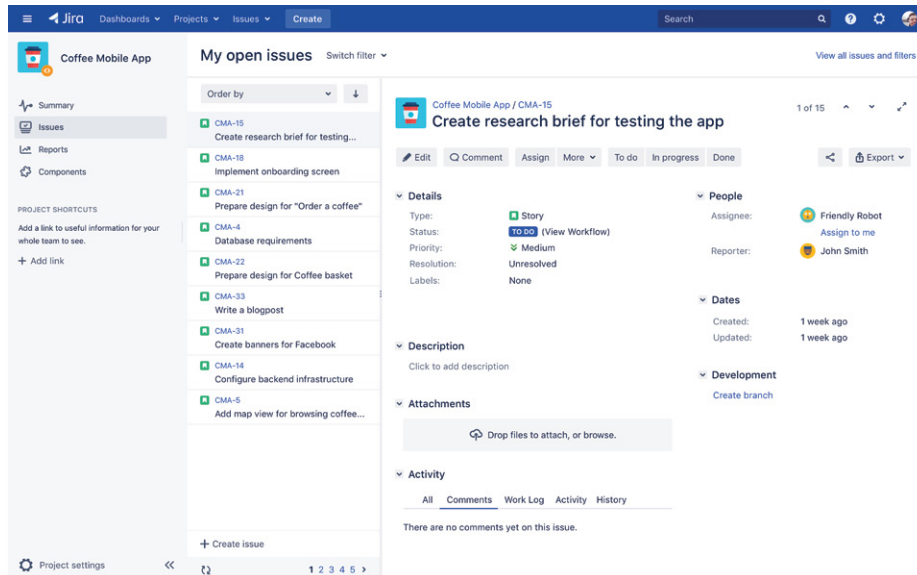 Jira Dashboards Projects Issues Create Search
Coffee Mobile App
Summary
Issues
Reports
Components
PROJECT SHORTCUTS
Add a link to useful information for your
whole team to see.
+ Add link
Project settings
My open issues Switch filter
View all issues and filters
Order by
CMA-15
Create research brief for testing...
CMA-18
Implement onboarding screen
CMA-21
Prepare design for "Order a coffee"
CMA-4
Database requirements
CMA-22
Prepare design for Coffee basket
CMA-33
Write a blogpost
CMA-31
Create banners for Facebook
CMA-14
Configure backend infrastructure
CMA-5
Add map view for browsing coffee...
+ Create issue
1 2 3 4 5
Coffee Mobile App / CMA-15
Create research brief for testing the app
1 of 15
Edit Comment Assign More To do In progress Done Export
Details
Type: Story
Status: TO DO (View Workflow)
Priority: Medium
Resolution: Unresolved
Labels: None
Description
Click to add description
Attachments
Drop files to attach, or browse.
Activity
All Comments Work Log Activity History
There are no comments yet on this issue.
People
Assignee: Friendly Robot
Assign to me
Reporter: John Smith
Dates
Created: 1 week ago
Updated: 1 week ago
Development
Create branch